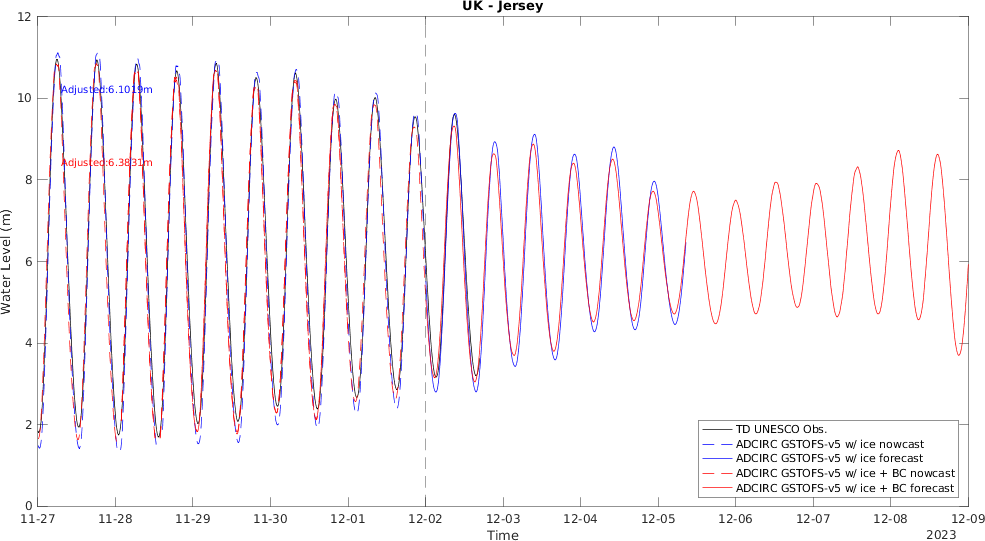 UK - Jersey
12
10
8
6
4
2
0
Water Level (m)
Adjusted:6.1019m
Adjusted:6.3831m
TD UNESCO Obs.
ADCIRC GSTOFS-v5 w/ ice nowcast
ADCIRC GSTOFS-v5 w/ ice forecast
ADCIRC GSTOFS-v5 w/ ice + BC nowcast
ADCIRC GSTOFS-v5 w/ ice + BC forecast
11-27 11-28 11-29 11-30 12-01 12-02 12-03 12-04 12-05 12-06 12-07 12-08 12-09
Time
2023